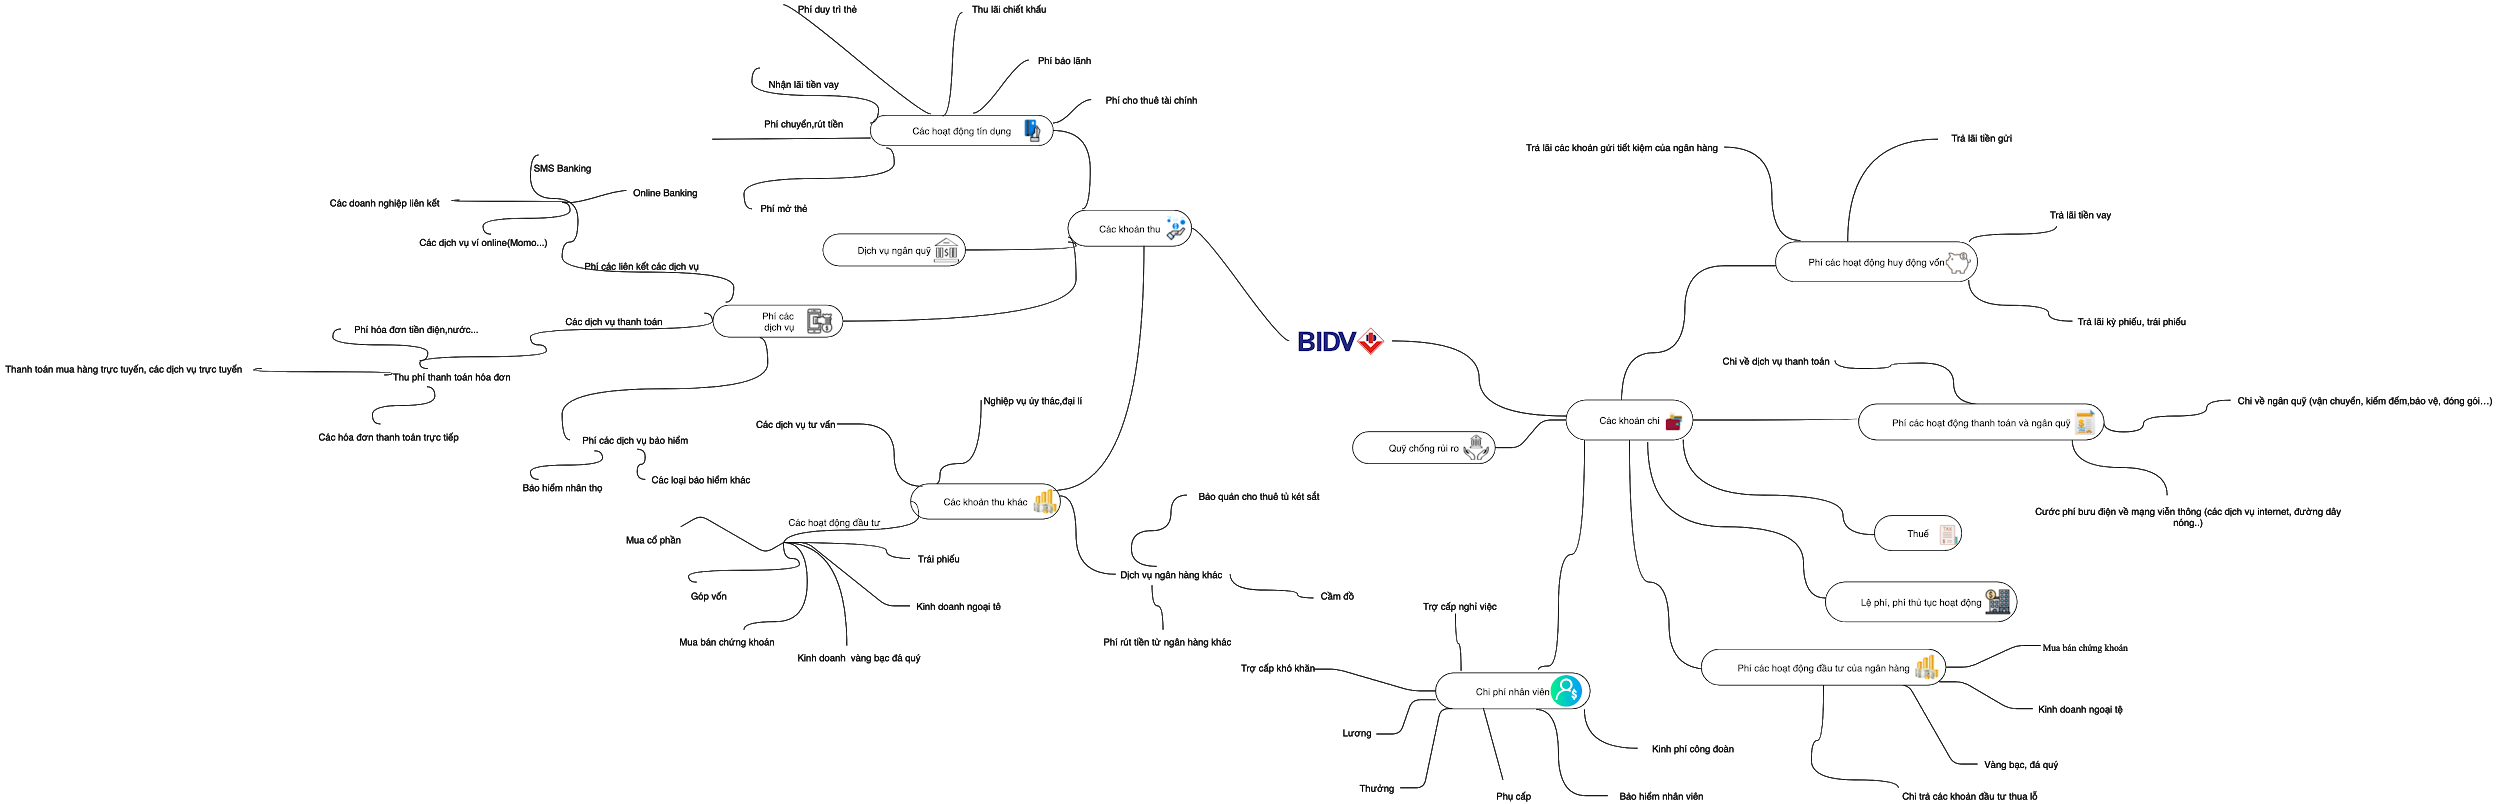 Phí duy trì thẻ
Thu lãi chiết khấu
Phí bảo lãnh
Nhận lãi tiền vay
Phí cho thuê tài chính
Phí chuyển,rút tiền
Các hoạt động tín dụng
SMS Banking
Online Banking
Các doanh nghiệp liên kết
Phí mở thẻ
Các dịch vụ ví online(Momo...)
Các khoản thu
Dịch vụ ngân quỹ
Phí các liên kết các dịch vụ
Phí các
dịch vụ
Các dịch vụ thanh toán
Phí hóa đơn tiền điện,nước...
Thanh toán mua hàng trực tuyến, các dịch vụ trực tuyến
Thu phí thanh toán hóa đơn
Các hóa đơn thanh toán trực tiếp
Phí các dịch vụ bảo hiểm
Bảo hiểm nhân thọ
Các loại bảo hiểm khác
Nghiệp vụ ủy thác,đại lí
Các dịch vụ tư vấn
Các khoản thu khác
Các hoạt động đầu tư
Mua cổ phần
Trái phiếu
Góp vốn
Kinh doanh ngoại tê
Mua bán chứng khoán
Kinh doanh  vàng bạc đá quý
Bảo quản cho thuê tủ két sắt
Dịch vụ ngân hàng khác
Cầm đồ
Phí rút tiền từ ngân hàng khác
BIDV
Trả lãi các khoản gửi tiết kiệm của ngân hàng
Trả lãi tiền gửi
Trả lãi tiền vay
Phí các hoạt động huy động vốn
Trả lãi kỳ phiếu, trái phiếu
Chi về dịch vụ thanh toán
Các khoản chi
Phí các hoạt động thanh toán và ngân quỹ
Chi về ngân quỹ (vận chuyển, kiểm đếm,bảo vệ, đóng gói...)
Quỹ chống rủi ro
Cước phí bưu điện về mạng viễn thông (các dịch vụ internet, đường dây
nóng..)
Thuế
TAX
Lệ phí, phí thủ tục hoạt động
Trợ cấp nghỉ việc
Trợ cấp khó khăn
Chi phí nhân viên
Phí các hoạt động đầu tư của ngân hàng
Mua bán chứng khoán
Kinh doanh ngoại tệ
Lương
Kinh phí công đoàn
Vàng bạc, đá quý
Thưởng
Phụ cấp
Bảo hiểm nhân viên
Chi trả các khoản đầu tư thua lỗ